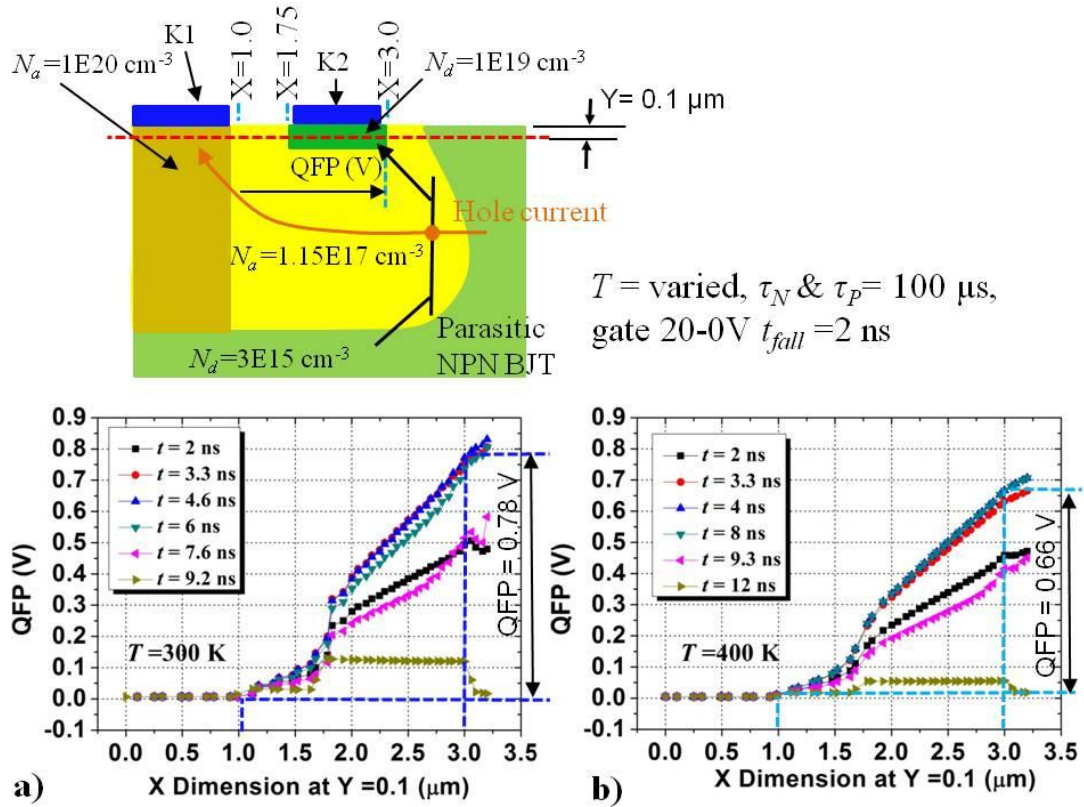 K1
X=1.0
X=1.75
X=3.0
Nₐ=1E20 cm⁻³
K2
N_d=1E19 cm⁻³
Y= 0.1 μm
QFP (V)
Hole current
Nₐ=1.15E17 cm⁻³
T = varied, τ_N & τ_P= 100 μs,
gate 20-0V t_fall =2 ns
Parasitic
NPN BJT
N_d=3E15 cm⁻³
0.9
0.8
0.7
0.6
0.5
0.4
0.3
0.2
0.1
0.0
-0.1
QFP (V)
t = 2 ns
t = 3.3 ns
t = 4.6 ns
t = 6 ns
t = 7.6 ns
t = 9.2 ns
T =300 K
QFP = 0.78 V
0.0 0.5 1.0 1.5 2.0 2.5 3.0 3.5
X Dimension at Y =0.1 (μm)
a)
0.9
0.8
0.7
0.6
0.5
0.4
0.3
0.2
0.1
0.0
-0.1
QFP (V)
t = 2 ns
t = 3.3 ns
t = 4 ns
t = 8 ns
t = 9.3 ns
t = 12 ns
T =400 K
QFP = 0.66 V
0.0 0.5 1.0 1.5 2.0 2.5 3.0 3.5
X Dimension at Y =0.1 (μm)
b)